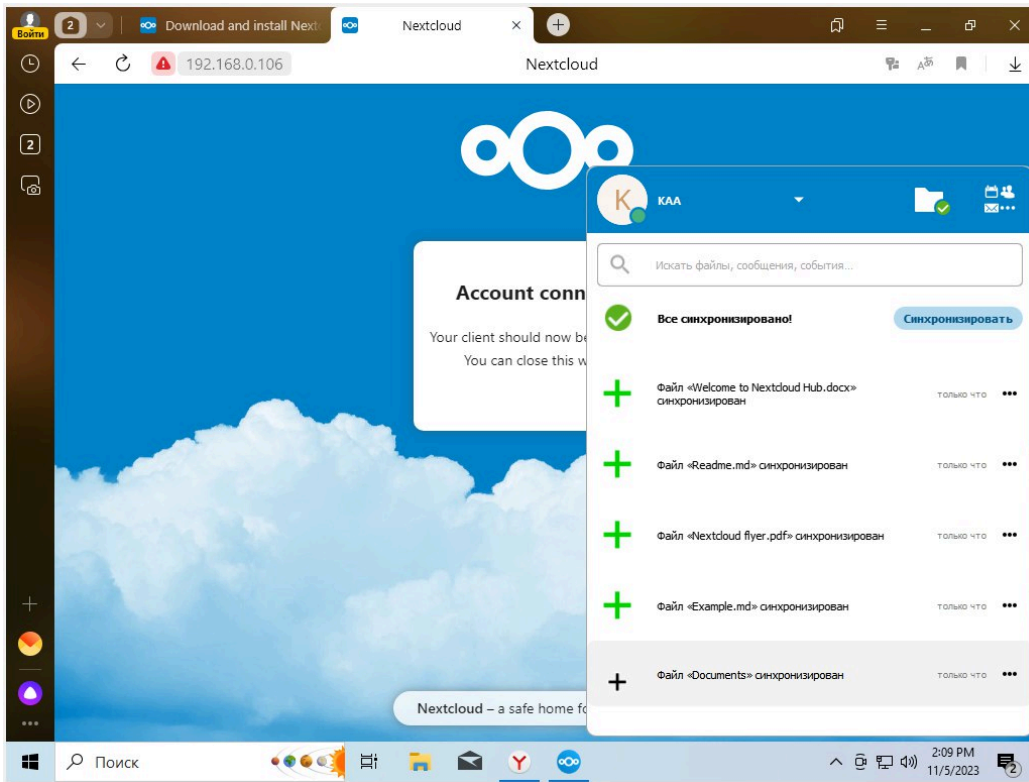 Войти
2
Download and install Nextc
Nextcloud
192.168.0.106
Nextcloud
2
K
KAA
Искать файлы, сообщения, события...
Account conn
Все синхронизировано!
Синхронизировать
Your client should now be
You can close this w
Файл «Welcome to Nextcloud Hub.docx»
синхронизирован
только что
Файл «Readme.md» синхронизирован
только что
Файл «Nextcloud flyer.pdf» синхронизирован
только что
Файл «Example.md» синхронизирован
только что
Файл «Documents» синхронизирован
только что
Nextcloud – a safe home fo
Поиск
Y
2:09 PM
11/5/2023
2